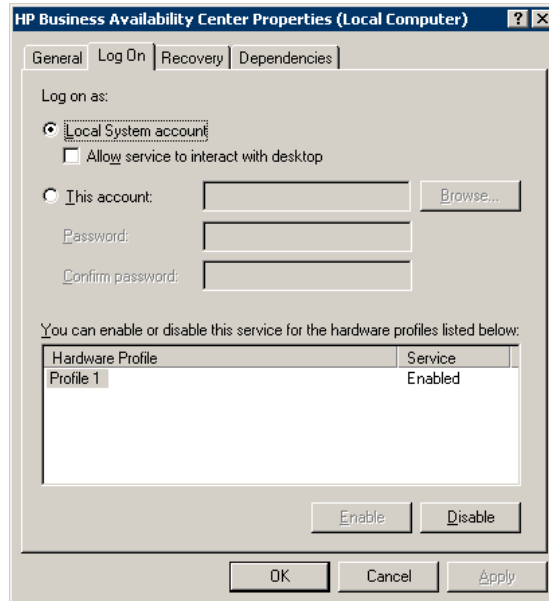 HP Business Availability Center Properties (Local Computer)
General Log On Recovery Dependencies
Log on as:
Local System account
Allow service to interact with desktop
This account:
Browse...
Password:
Confirm password:
You can enable or disable this service for the hardware profiles listed below:
Hardware Profile Service
Profile 1 Enabled
Enable Disable
OK Cancel Apply